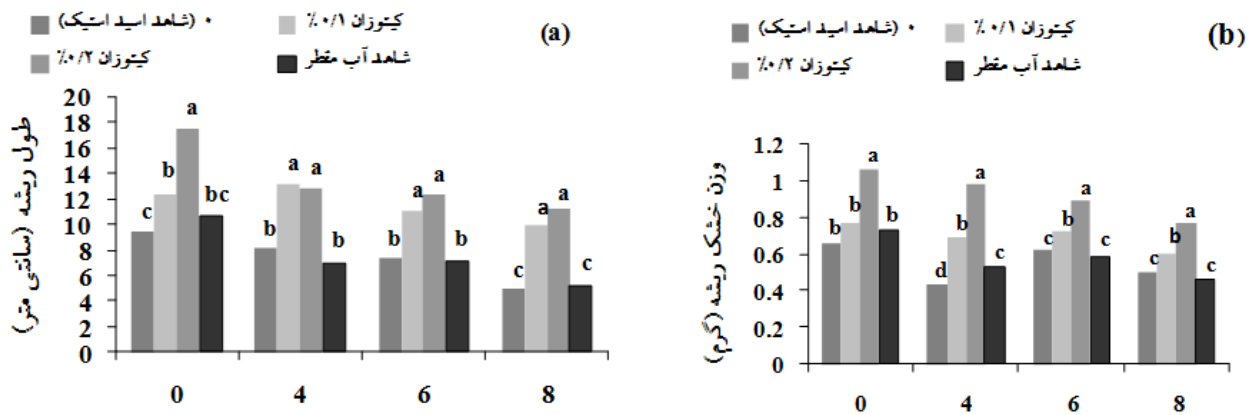 (a)
۰ (شاهد اسید استیک)
کیتوزان ۰/۱٪
کیتوزان ۰/۲٪
شاهد آب مقطر
طول ریشه (سانتی متر)
20
18
16
14
12
10
8
6
4
2
0
c b a bc
b a a b
b a a b
c a a c
0 4 6 8
(b)
۰ (شاهد اسید استیک)
کیتوزان ۰/۱٪
کیتوزان ۰/۲٪
شاهد آب مقطر
وزن خشک ریشه (گرم)
1.2
1
0.8
0.6
0.4
0.2
0
b b a b
d b a c
c b a c
c b a c
0 4 6 8